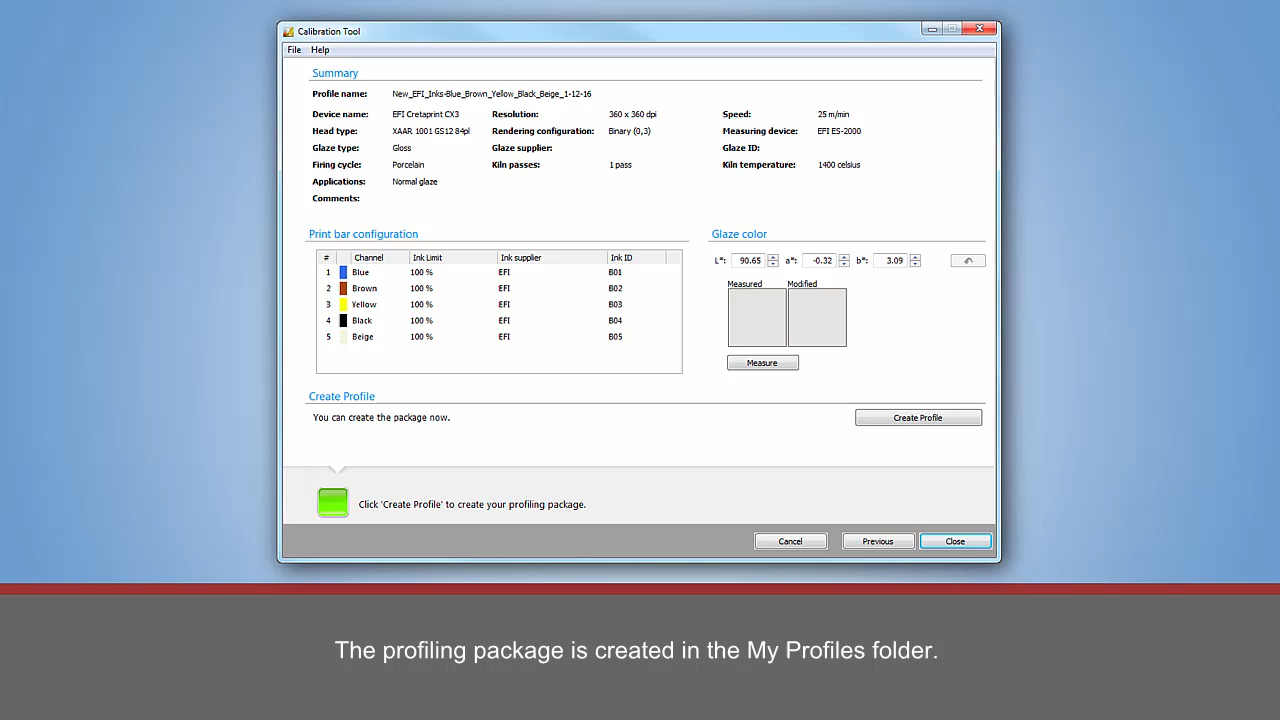 Calibration Tool
File Help
Summary
Profile name: New_EFI_Inks-Blue_Brown_Yellow_Black_Beige_1-12-16
Device name: EFI Cretaprint CX3 Resolution: 360 x 360 dpi Speed: 25 m/min
Head type: XAAR 1001 GS12 84pl Rendering configuration: Binary (0,3) Measuring device: EFI ES-2000
Glaze type: Gloss Glaze supplier: Glaze ID:
Firing cycle: Porcelain Kiln passes: 1 pass Kiln temperature: 1400 celsius
Applications: Normal glaze
Comments:
Print bar configuration Glaze color
# Channel Ink Limit Ink supplier Ink ID
L*: 90.65 a*: -0.32 b*: 3.09
1 Blue 100 % EFI B01
2 Brown 100 % EFI B02
3 Yellow 100 % EFI B03
4 Black 100 % EFI B04
5 Beige 100 % EFI B05
Measured Modified
Measure
Create Profile
You can create the package now. Create Profile
Click 'Create Profile' to create your profiling package.
Cancel Previous Close
The profiling package is created in the My Profiles folder.